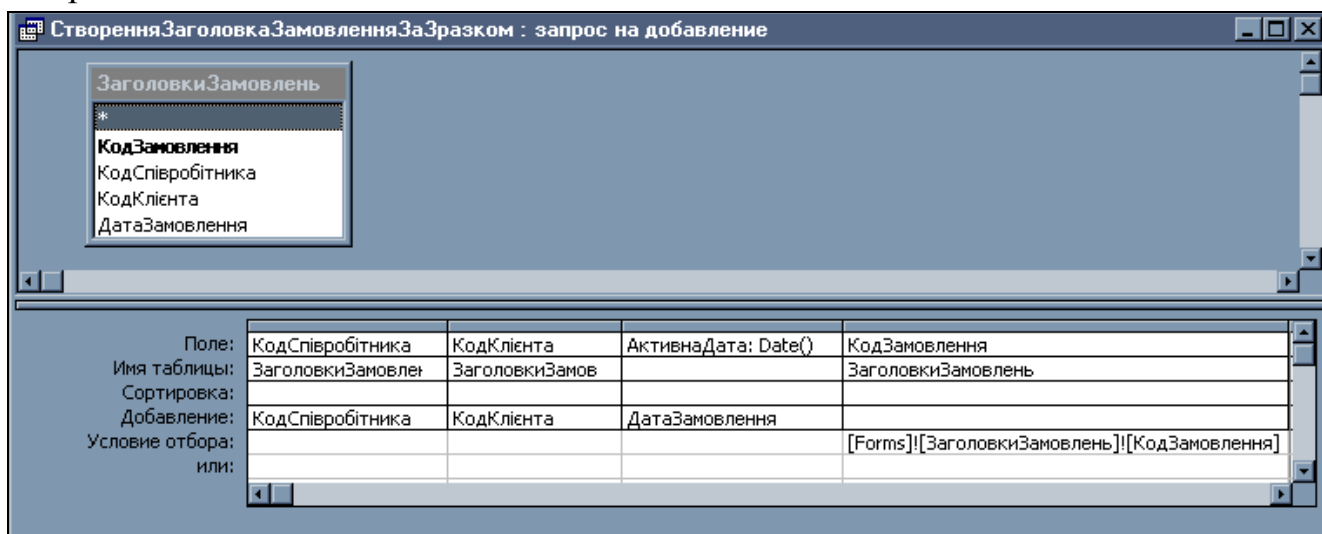 СтворенняЗаголовкаЗамовленняЗаЗразком : запрос на добавление
ЗаголовкиЗамовлень
*
КодЗамовлення
КодСпівробітника
КодКлієнта
ДатаЗамовлення
Поле: КодСпівробітника КодКлієнта АктивнаДата: Date() КодЗамовлення
Имя таблицы: ЗаголовкиЗамовлен ЗаголовкиЗамов ЗаголовкиЗамовлень
Сортировка:
Добавление: КодСпівробітника КодКлієнта ДатаЗамовлення
Условие отбора: [Forms]![ЗаголовкиЗамовлень]![КодЗамовлення]
или: